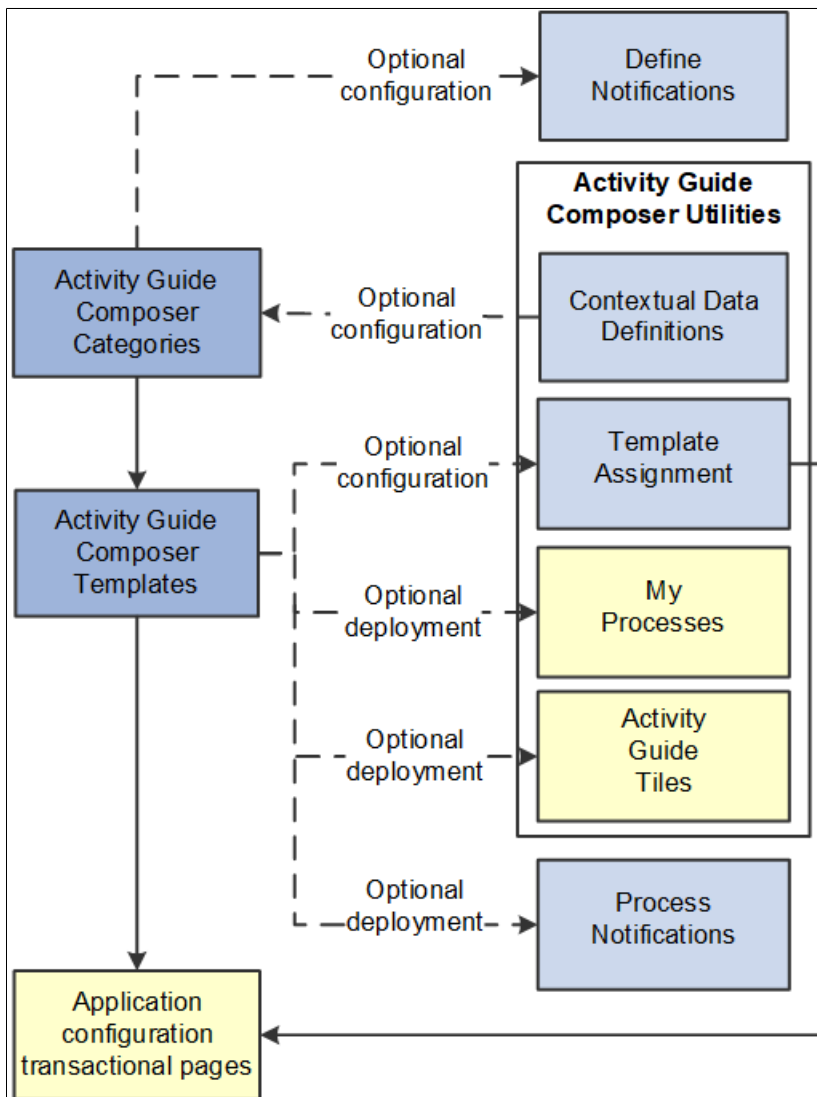 Optional
configuration
Define
Notifications
Activity Guide
Composer Utilities
Activity Guide
Composer
Categories
Optional
configuration
Contextual Data
Definitions
Optional
configuration
Template
Assignment
Activity Guide
Composer
Templates
Optional
deployment
My
Processes
Optional
deployment
Activity
Guide
Tiles
Optional
deployment
Process
Notifications
Application
configuration
transactional pages